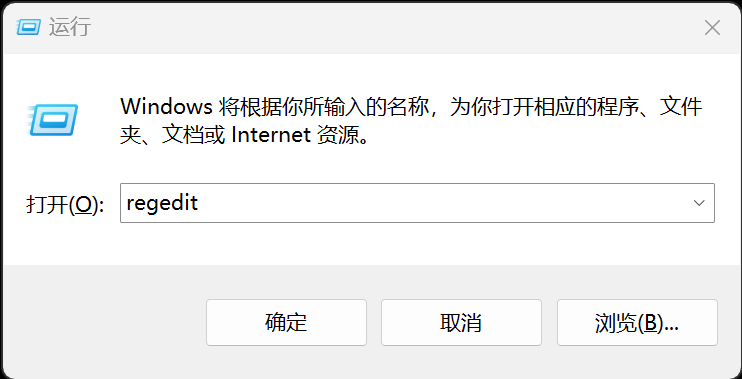 运行
Windows 将根据你所输入的名称，为你打开相应的程序、文件
夹、文档或 Internet 资源。
打开(O): regedit
确定 取消 浏览(B)...